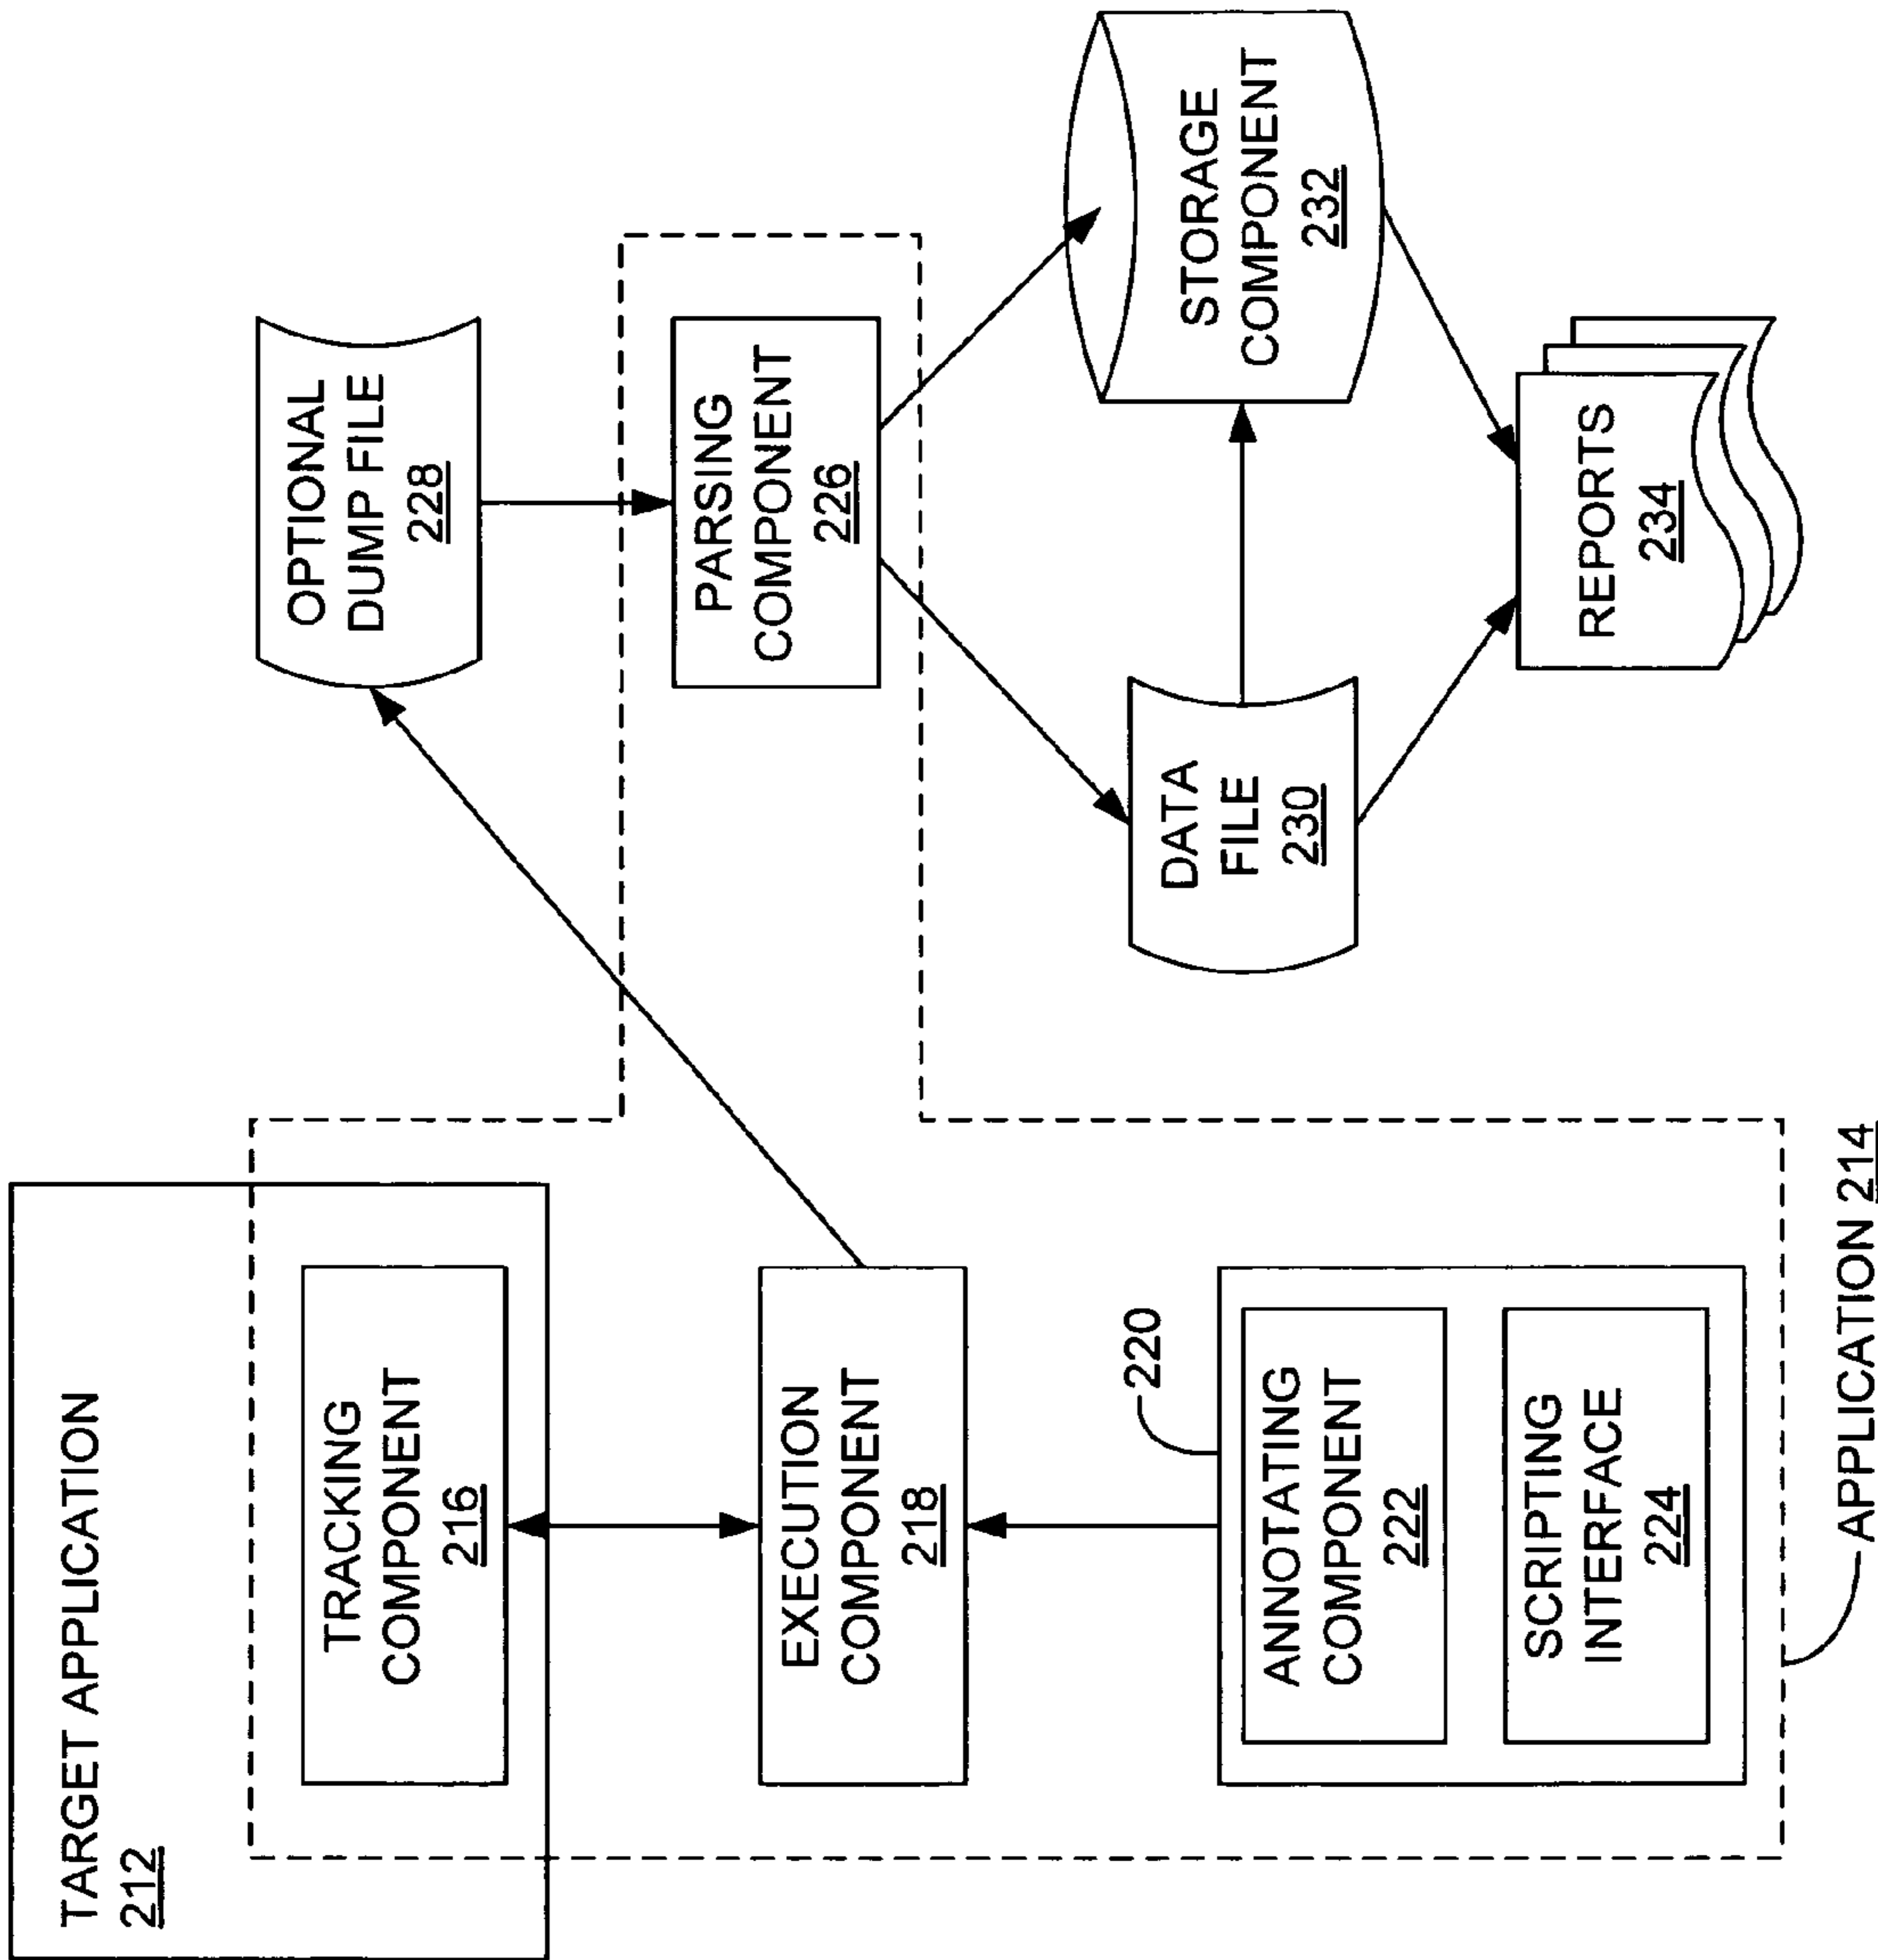 TARGET APPLICATION
212
TRACKING
COMPONENT
216
EXECUTION
COMPONENT
218
220
ANNOTATING
COMPONENT
222
SCRIPTING
INTERFACE
224
APPLICATION 214
OPTIONAL
DUMP FILE
228
PARSING
COMPONENT
226
DATA
FILE
230
STORAGE
COMPONENT
232
REPORTS
234